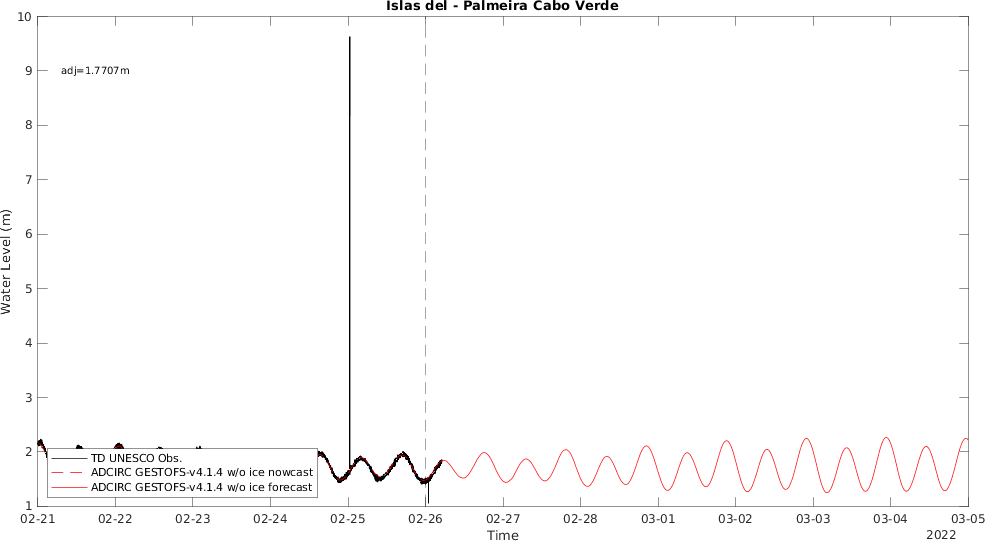 Islas del - Palmeira Cabo Verde
10
9
8
7
6
5
4
3
2
1
Water Level (m)
adj=1.7707m
TD UNESCO Obs.
ADCIRC GESTOFS-v4.1.4 w/o ice nowcast
ADCIRC GESTOFS-v4.1.4 w/o ice forecast
02-21 02-22 02-23 02-24 02-25 02-26 02-27 02-28 03-01 03-02 03-03 03-04 03-05
Time
2022